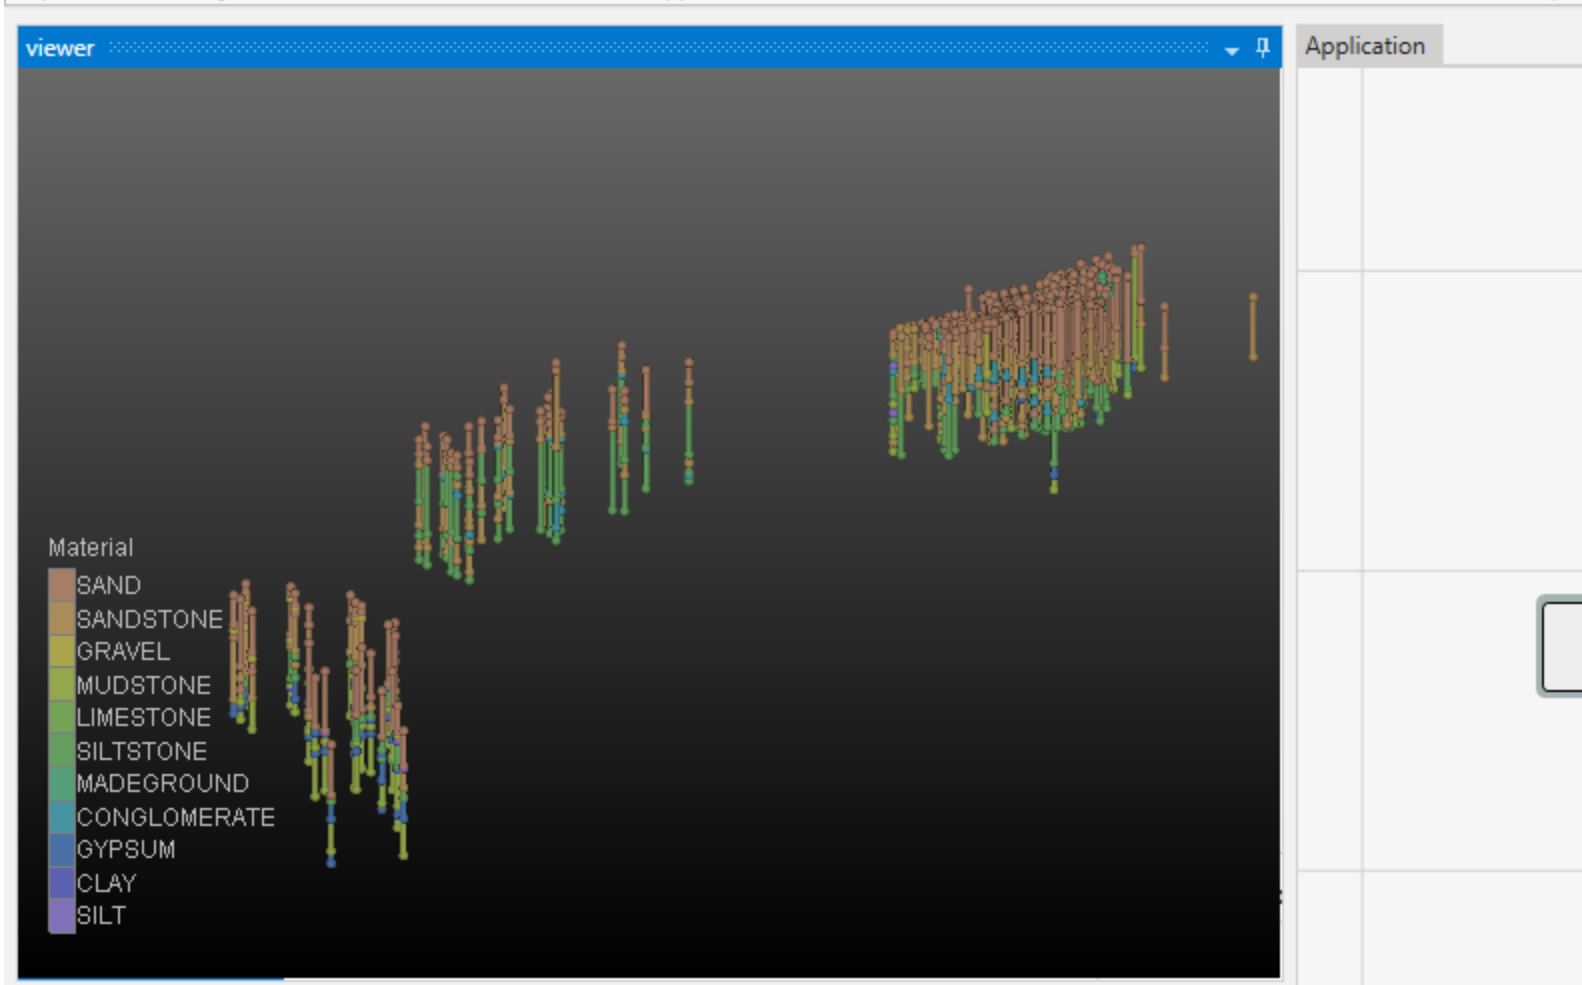 viewer
Application
Material
SAND
SANDSTONE
GRAVEL
MUDSTONE
LIMESTONE
SILTSTONE
MADEGROUND
CONGLOMERATE
GYPSUM
CLAY
SILT